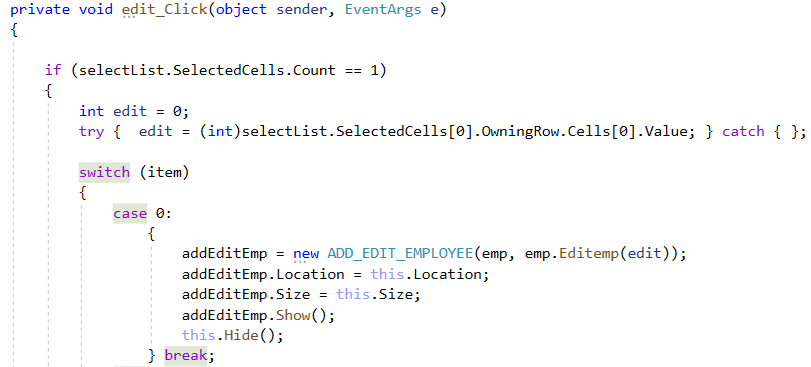 private void edit_Click(object sender, EventArgs e)
{
if (selectList.SelectedCells.Count == 1)
{
int edit = 0;
try {  edit = (int)selectList.SelectedCells[0].OwningRow.Cells[0].Value; } catch { };
switch (item)
{
case 0:
{
addEditEmp = new ADD_EDIT_EMPLOYEE(emp, emp.Editemp(edit));
addEditEmp.Location = this.Location;
addEditEmp.Size = this.Size;
addEditEmp.Show();
this.Hide();
} break;